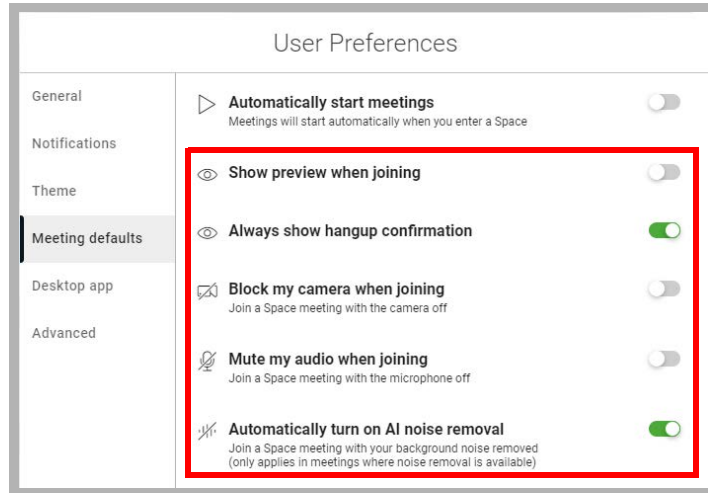 User Preferences
General
Notifications
Theme
Meeting defaults
Desktop app
Advanced
Automatically start meetings
Meetings will start automatically when you enter a Space
Show preview when joining
Always show hangup confirmation
Block my camera when joining
Join a Space meeting with the camera off
Mute my audio when joining
Join a Space meeting with the microphone off
Automatically turn on AI noise removal
Join a Space meeting with your background noise removed
(only applies in meetings where noise removal is available)